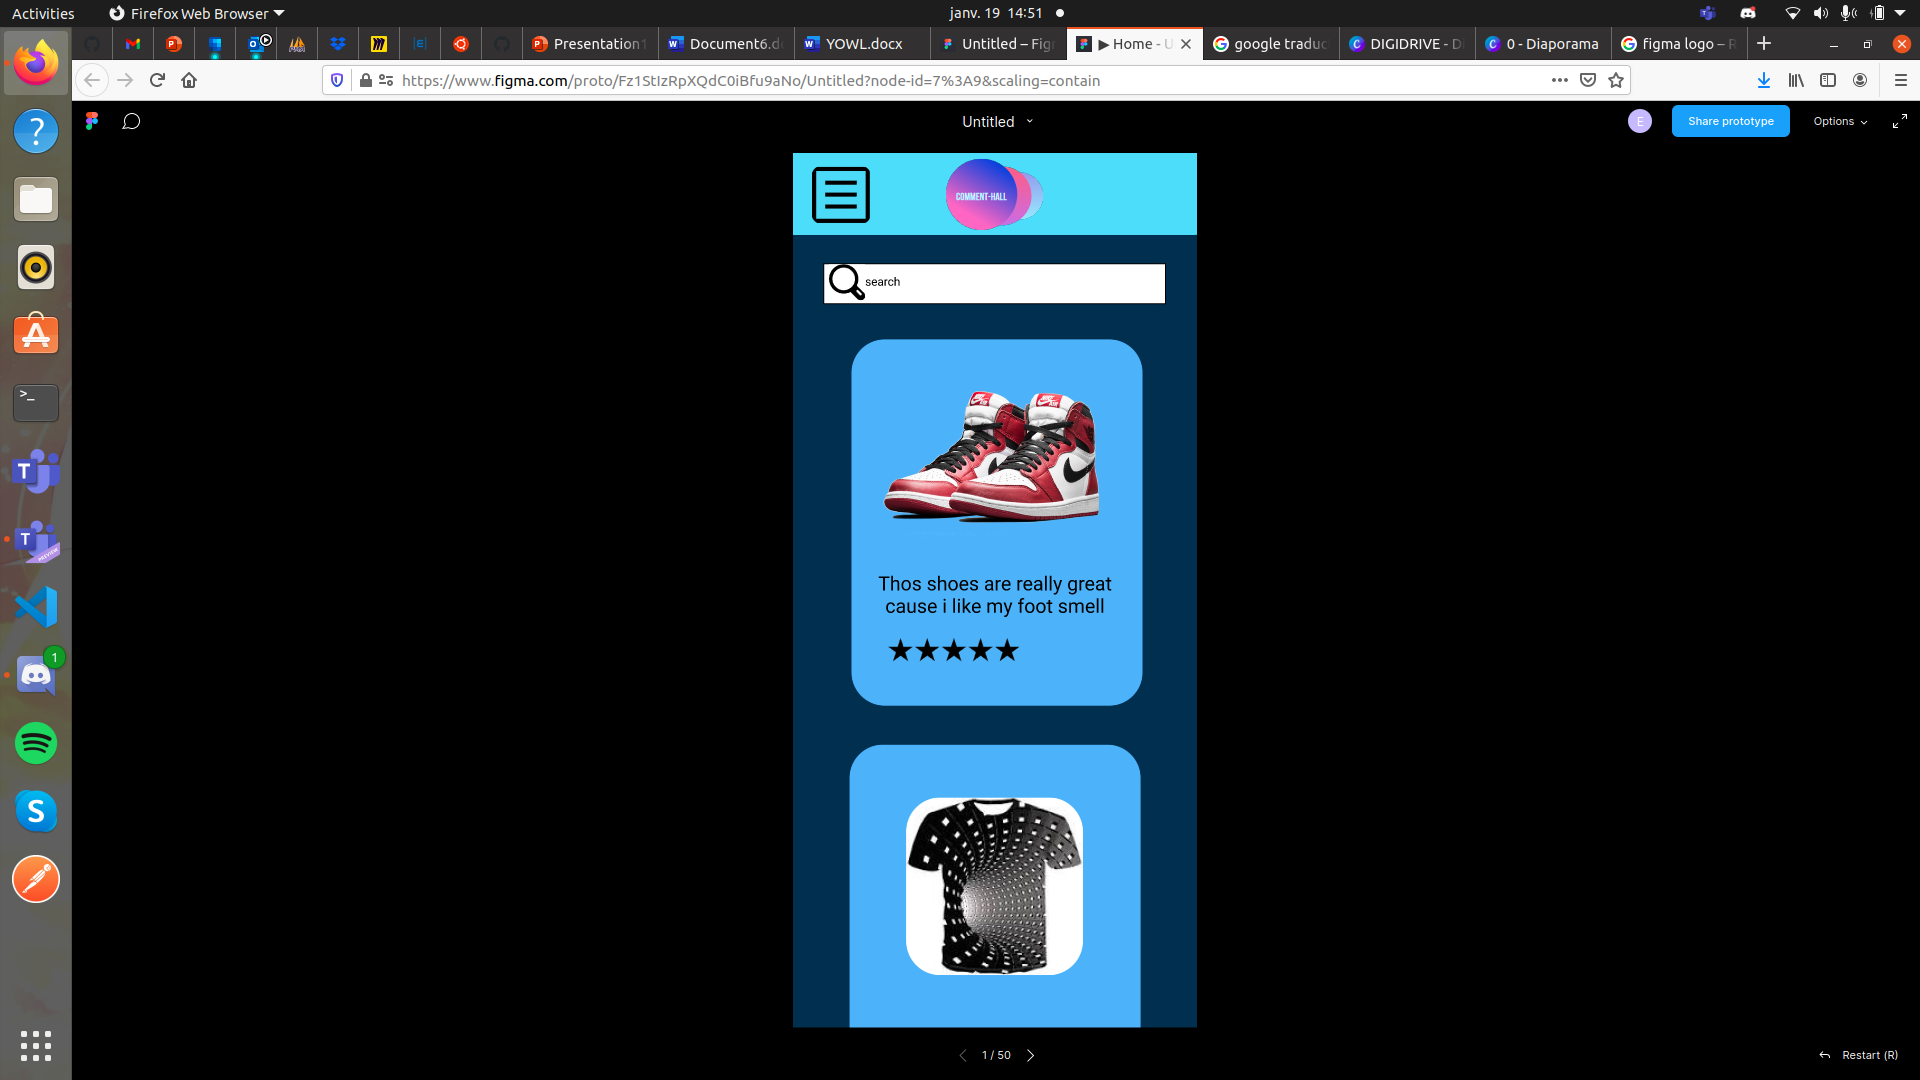 Activities
Firefox Web Browser
janv. 19 14:51
Presentation1
Document6.d
YOWL.docx
Untitled – Fig
▶ Home - U
google traduc
DIGIDRIVE - D
0 - Diaporama
figma logo – R
https://www.figma.com/proto/Fz1StIzRpXQdC0iBfu9aNo/Untitled?node-id=7%3A9&scaling=contain
Untitled
E
Share prototype
Options
COMMENT-HALL
search
Thos shoes are really great
cause i like my foot smell
★★★★★
1 / 50
Restart (R)
1